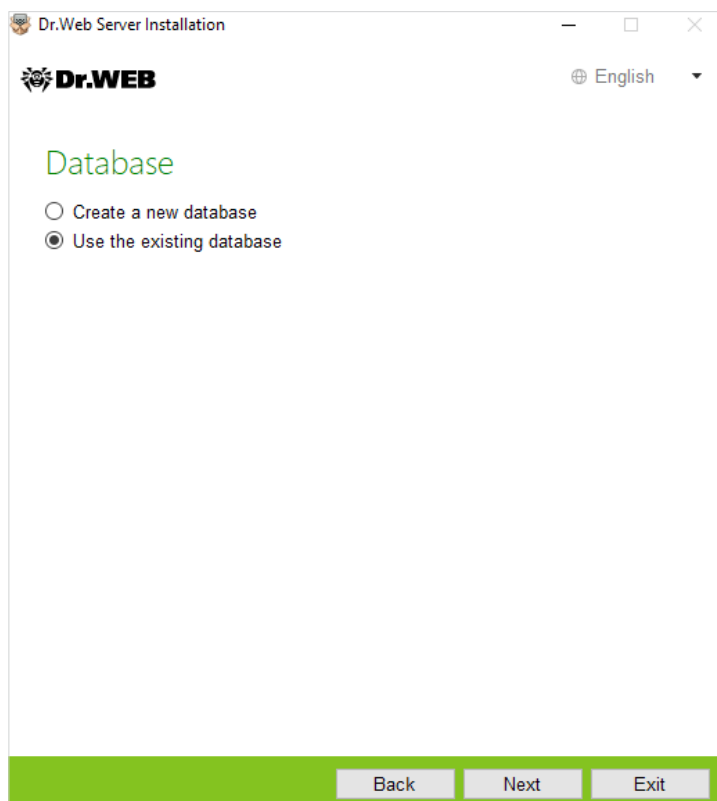 Dr.Web Server Installation
Dr.WEB
English
Database
Create a new database
Use the existing database
Back Next Exit